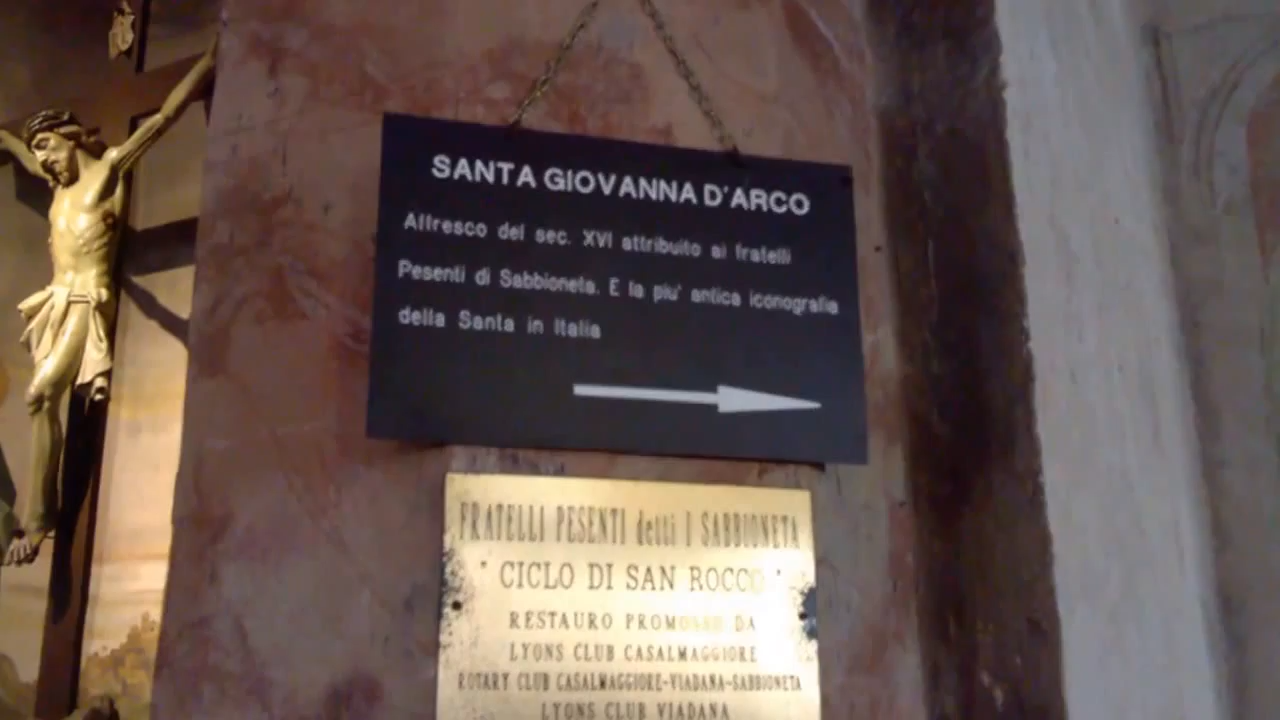 SANTA GIOVANNA D'ARCO
Affresco del sec. XVI attribuito ai fratelli
Pesenti di Sabbioneta. E la piu' antica iconografia
della Santa in Italia
FRATELLI PESENTI detti I SABBIONETA
" CICLO DI SAN ROCCO "
RESTAURO PROMOSSO DA
LYONS CLUB CASALMAGGIORE
ROTARY CLUB CASALMAGGIORE-VIADANA-SABBIONETA
LYONS CLUB VIADANA